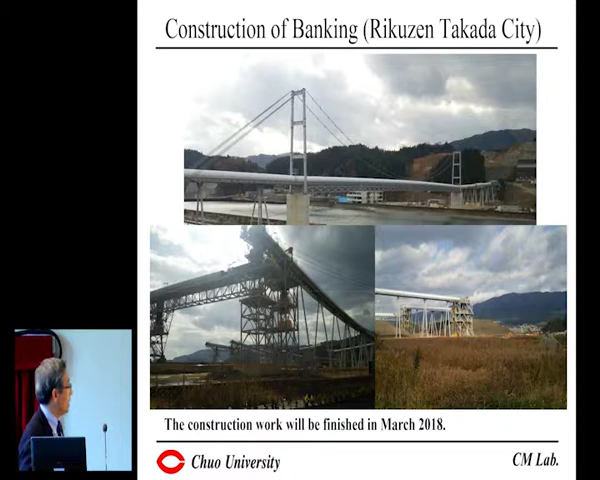 Construction of Banking (Rikuzen Takada City)
The construction work will be finished in March 2018.
Chuo University
CM Lab.